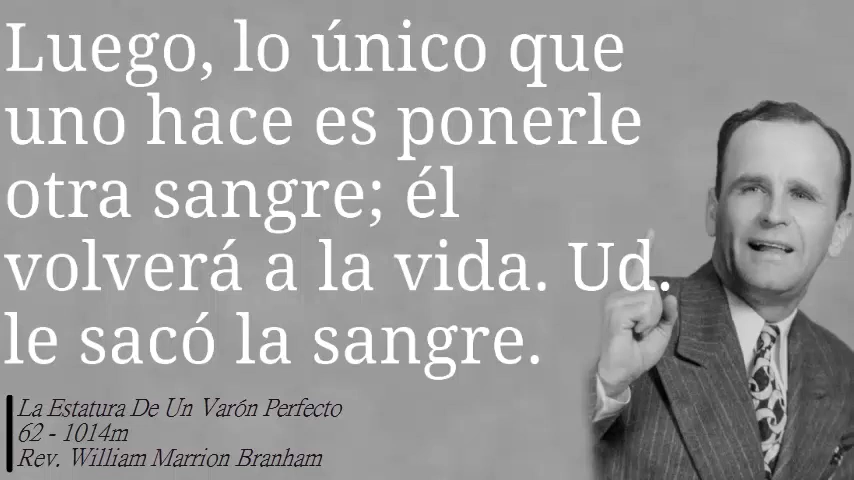 Luego, lo único que
uno hace es ponerle
otra sangre; él
volverá a la vida. Ud.
le sacó la sangre.
La Estatura De Un Varón Perfecto
62 - 1014m
Rev. William Marrion Branham